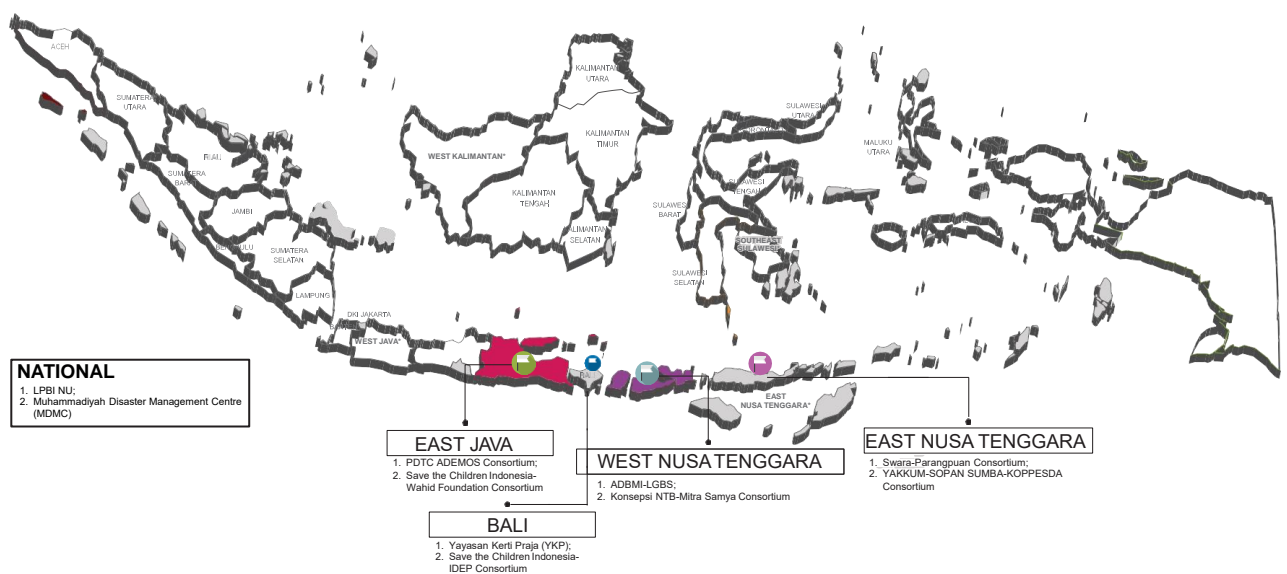 ACEH
SUMATERA
UTARA
RIAU
SUMATERA
BARAT
JAMBI
BENGKULU
SUMATERA
SELATAN
LAMPUNG
DKI JAKARTA
WEST JAVA*
KALIMANTAN
UTARA
WEST KALIMANTAN*
KALIMANTAN
TIMUR
KALIMANTAN
TENGAH
KALIMANTAN
SELATAN
SULAWESI
UTARA
SULAWESI
TENGAH
SULAWESI
BARAT
SOUTHEAST
SULAWESI*
SULAWESI
SELATAN
MALUKU
UTARA
EAST
NUSA TENGGARA*
NATIONAL
1. LPBI NU;
2. Muhammadiyah Disaster Management Centre
(MDMC)
EAST JAVA
1. PDTC ADEMOS Consortium;
2. Save the Children Indonesia-
Wahid Foundation Consortium
BALI
1. Yayasan Kerti Praja (YKP);
2. Save the Children Indonesia-
IDEP Consortium
WEST NUSA TENGGARA
1. ADBMI-LGBS;
2. Konsepsi NTB-Mitra Samya Consortium
EAST NUSA TENGGARA
1. Swara-Parangpuan Consortium;
2. YAKKUM-SOPAN SUMBA-KOPPESDA
Consortium